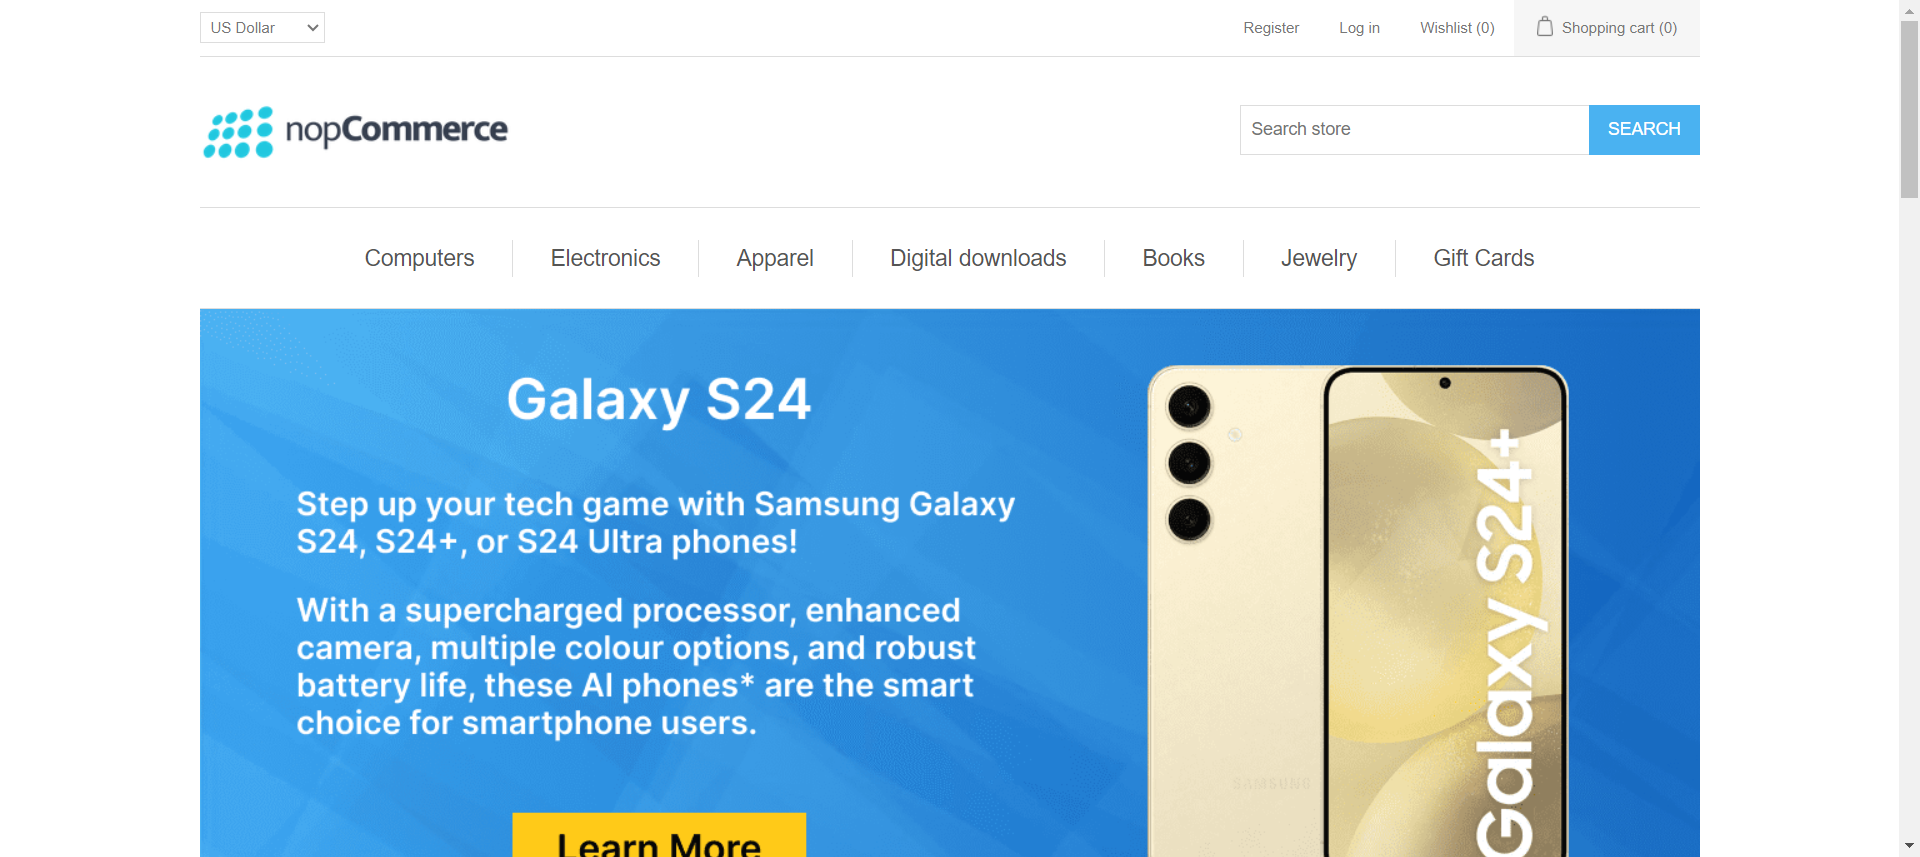 US Dollar
Register
Log in
Wishlist (0)
Shopping cart (0)
nopCommerce
Search store
SEARCH
Computers
Electronics
Apparel
Digital downloads
Books
Jewelry
Gift Cards
Galaxy S24
Step up your tech game with Samsung Galaxy
S24, S24+, or S24 Ultra phones!
With a supercharged processor, enhanced
camera, multiple colour options, and robust
battery life, these AI phones* are the smart
choice for smartphone users.
Learn More
SAMSUNG
Galaxy S24+